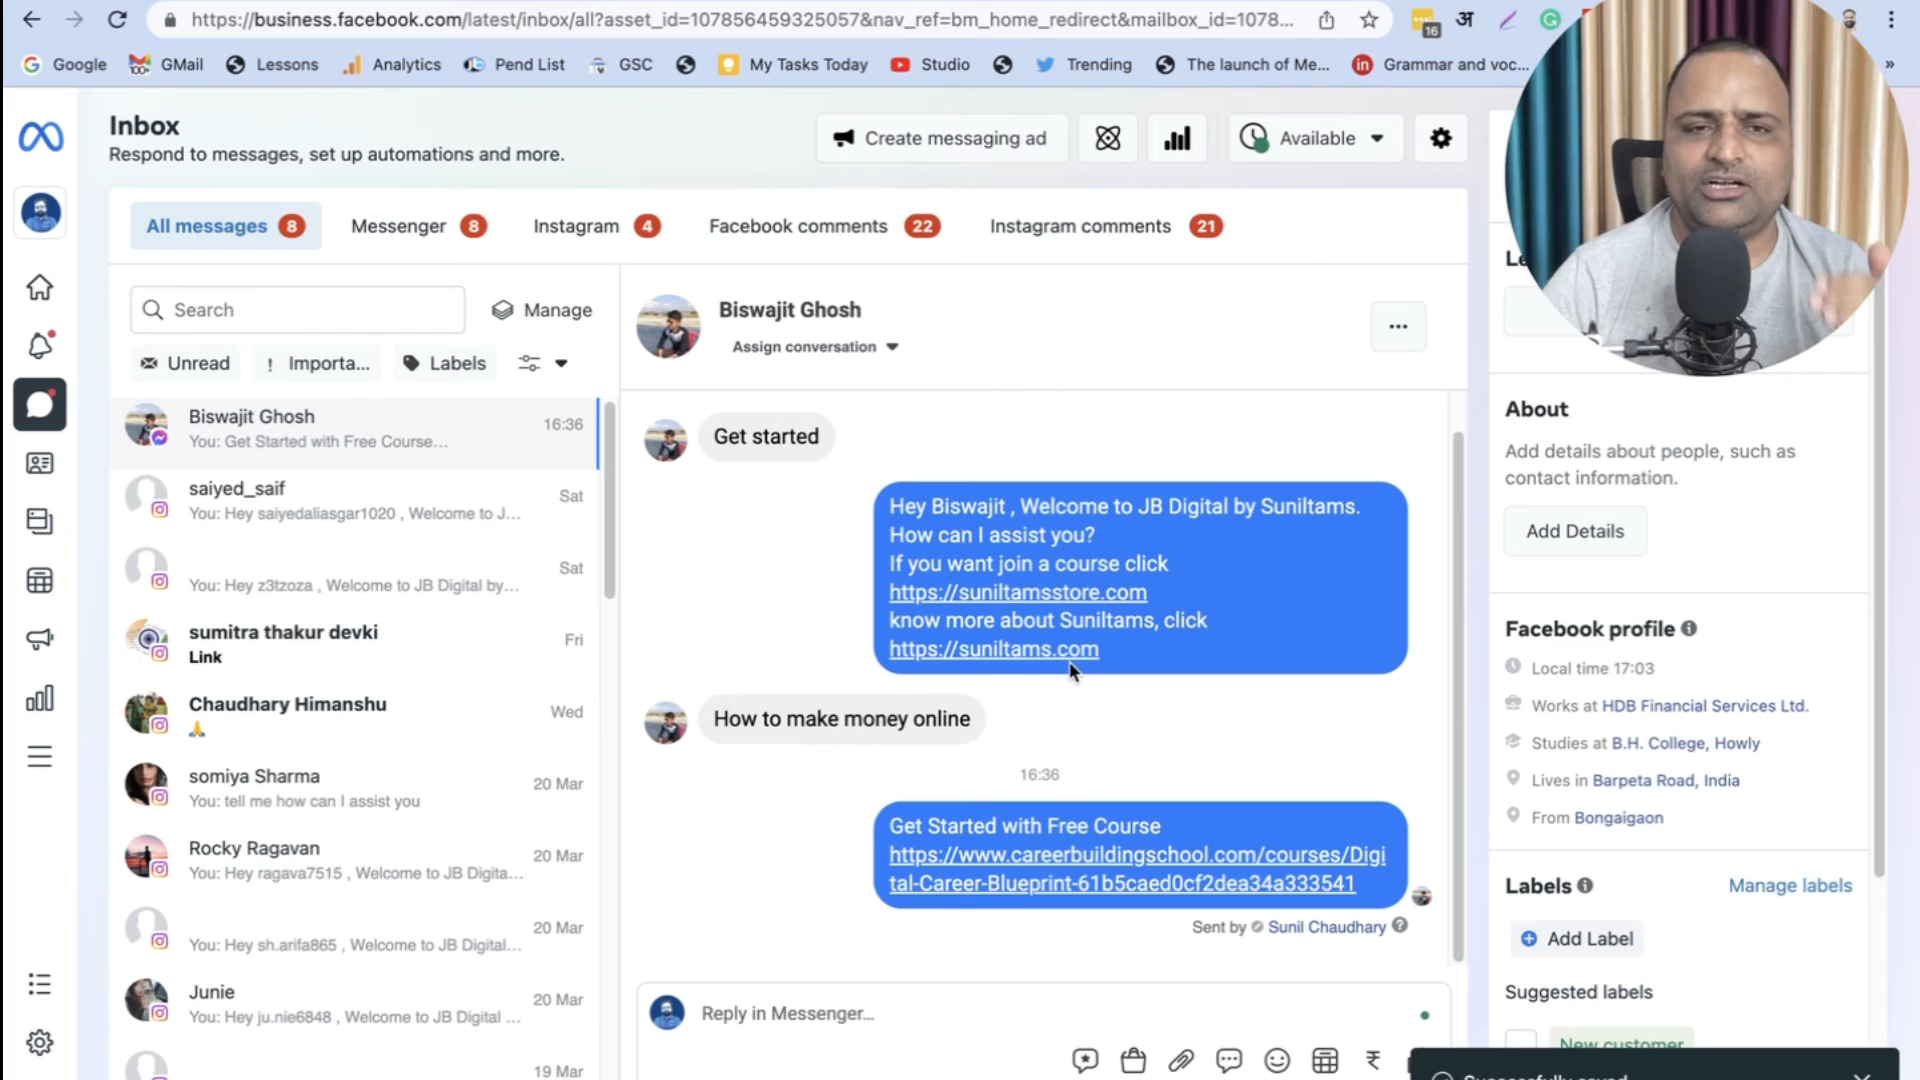 https://business.facebook.com/latest/inbox/all?asset_id=107856459325057&nav_ref=bm_home_redirect&mailbox_id=1078...
16
अ
Google
GMail
Lessons
Analytics
Pend List
GSC
My Tasks Today
Studio
Trending
The launch of Me...
Grammar and voc...
»
Inbox
Respond to messages, set up automations and more.
Create messaging ad
Available
All messages 8
Messenger 8
Instagram 4
Facebook comments 22
Instagram comments 21
Search
Manage
Unread
Importa...
Labels
Biswajit Ghosh
16:36
You: Get Started with Free Course...
saiyed_saif
Sat
You: Hey saiyedaliasgar1020 , Welcome to J...
Sat
You: Hey z3tzoza , Welcome to JB Digital by...
sumitra thakur devki
Fri
Link
Chaudhary Himanshu
Wed
🙏
somiya Sharma
20 Mar
You: tell me how can I assist you
Rocky Ragavan
20 Mar
You: Hey ragava7515 , Welcome to JB Digita...
20 Mar
You: Hey sh.arifa865 , Welcome to JB Digital...
Junie
20 Mar
You: Hey ju.nie6848 , Welcome to JB Digital ...
19 Mar
Biswajit Ghosh
Assign conversation
Get started
Hey Biswajit , Welcome to JB Digital by Suniltams.
How can I assist you?
If you want join a course click
https://suniltamsstore.com
know more about Suniltams, click
https://suniltams.com
How to make money online
16:36
Get Started with Free Course
https://www.careerbuildingschool.com/courses/Digi
tal-Career-Blueprint-61b5caed0cf2dea34a333541
Sent by Sunil Chaudhary
Reply in Messenger...
About
Add details about people, such as
contact information.
Add Details
Facebook profile
Local time 17:03
Works at HDB Financial Services Ltd.
Studies at B.H. College, Howly
Lives in Barpeta Road, India
From Bongaigaon
Labels
Manage labels
Add Label
Suggested labels
New customer
Successfully saved